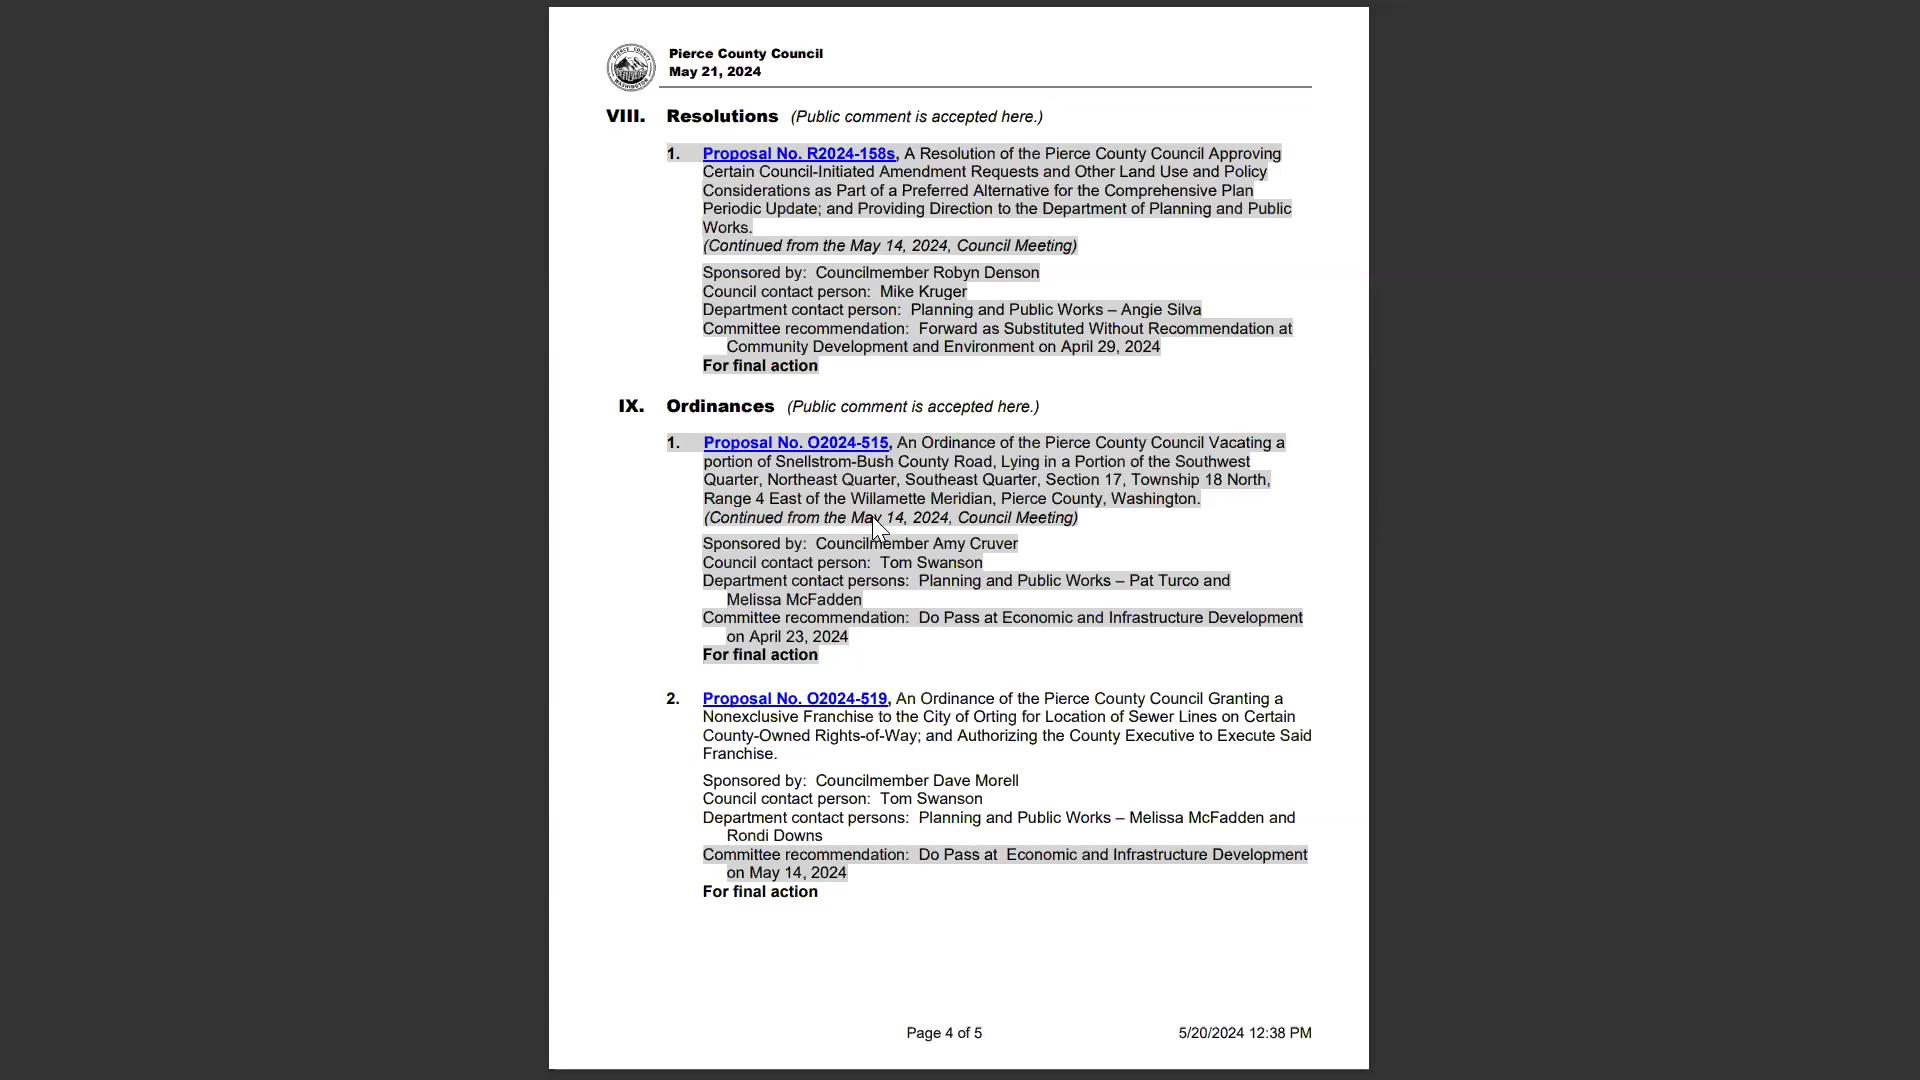 Pierce County Council
May 21, 2024
VIII. Resolutions (Public comment is accepted here.)
1. Proposal No. R2024-158s, A Resolution of the Pierce County Council Approving
Certain Council-Initiated Amendment Requests and Other Land Use and Policy
Considerations as Part of a Preferred Alternative for the Comprehensive Plan
Periodic Update; and Providing Direction to the Department of Planning and Public
Works.
(Continued from the May 14, 2024, Council Meeting)
Sponsored by: Councilmember Robyn Denson
Council contact person: Mike Kruger
Department contact person: Planning and Public Works – Angie Silva
Committee recommendation: Forward as Substituted Without Recommendation at
Community Development and Environment on April 29, 2024
For final action
IX. Ordinances (Public comment is accepted here.)
1. Proposal No. O2024-515, An Ordinance of the Pierce County Council Vacating a
portion of Snellstrom-Bush County Road, Lying in a Portion of the Southwest
Quarter, Northeast Quarter, Southeast Quarter, Section 17, Township 18 North,
Range 4 East of the Willamette Meridian, Pierce County, Washington.
(Continued from the May 14, 2024, Council Meeting)
Sponsored by: Councilmember Amy Cruver
Council contact person: Tom Swanson
Department contact persons: Planning and Public Works – Pat Turco and
Melissa McFadden
Committee recommendation: Do Pass at Economic and Infrastructure Development
on April 23, 2024
For final action
2. Proposal No. O2024-519, An Ordinance of the Pierce County Council Granting a
Nonexclusive Franchise to the City of Orting for Location of Sewer Lines on Certain
County-Owned Rights-of-Way; and Authorizing the County Executive to Execute Said
Franchise.
Sponsored by: Councilmember Dave Morell
Council contact person: Tom Swanson
Department contact persons: Planning and Public Works – Melissa McFadden and
Rondi Downs
Committee recommendation: Do Pass at Economic and Infrastructure Development
on May 14, 2024
For final action
Page 4 of 5 5/20/2024 12:38 PM